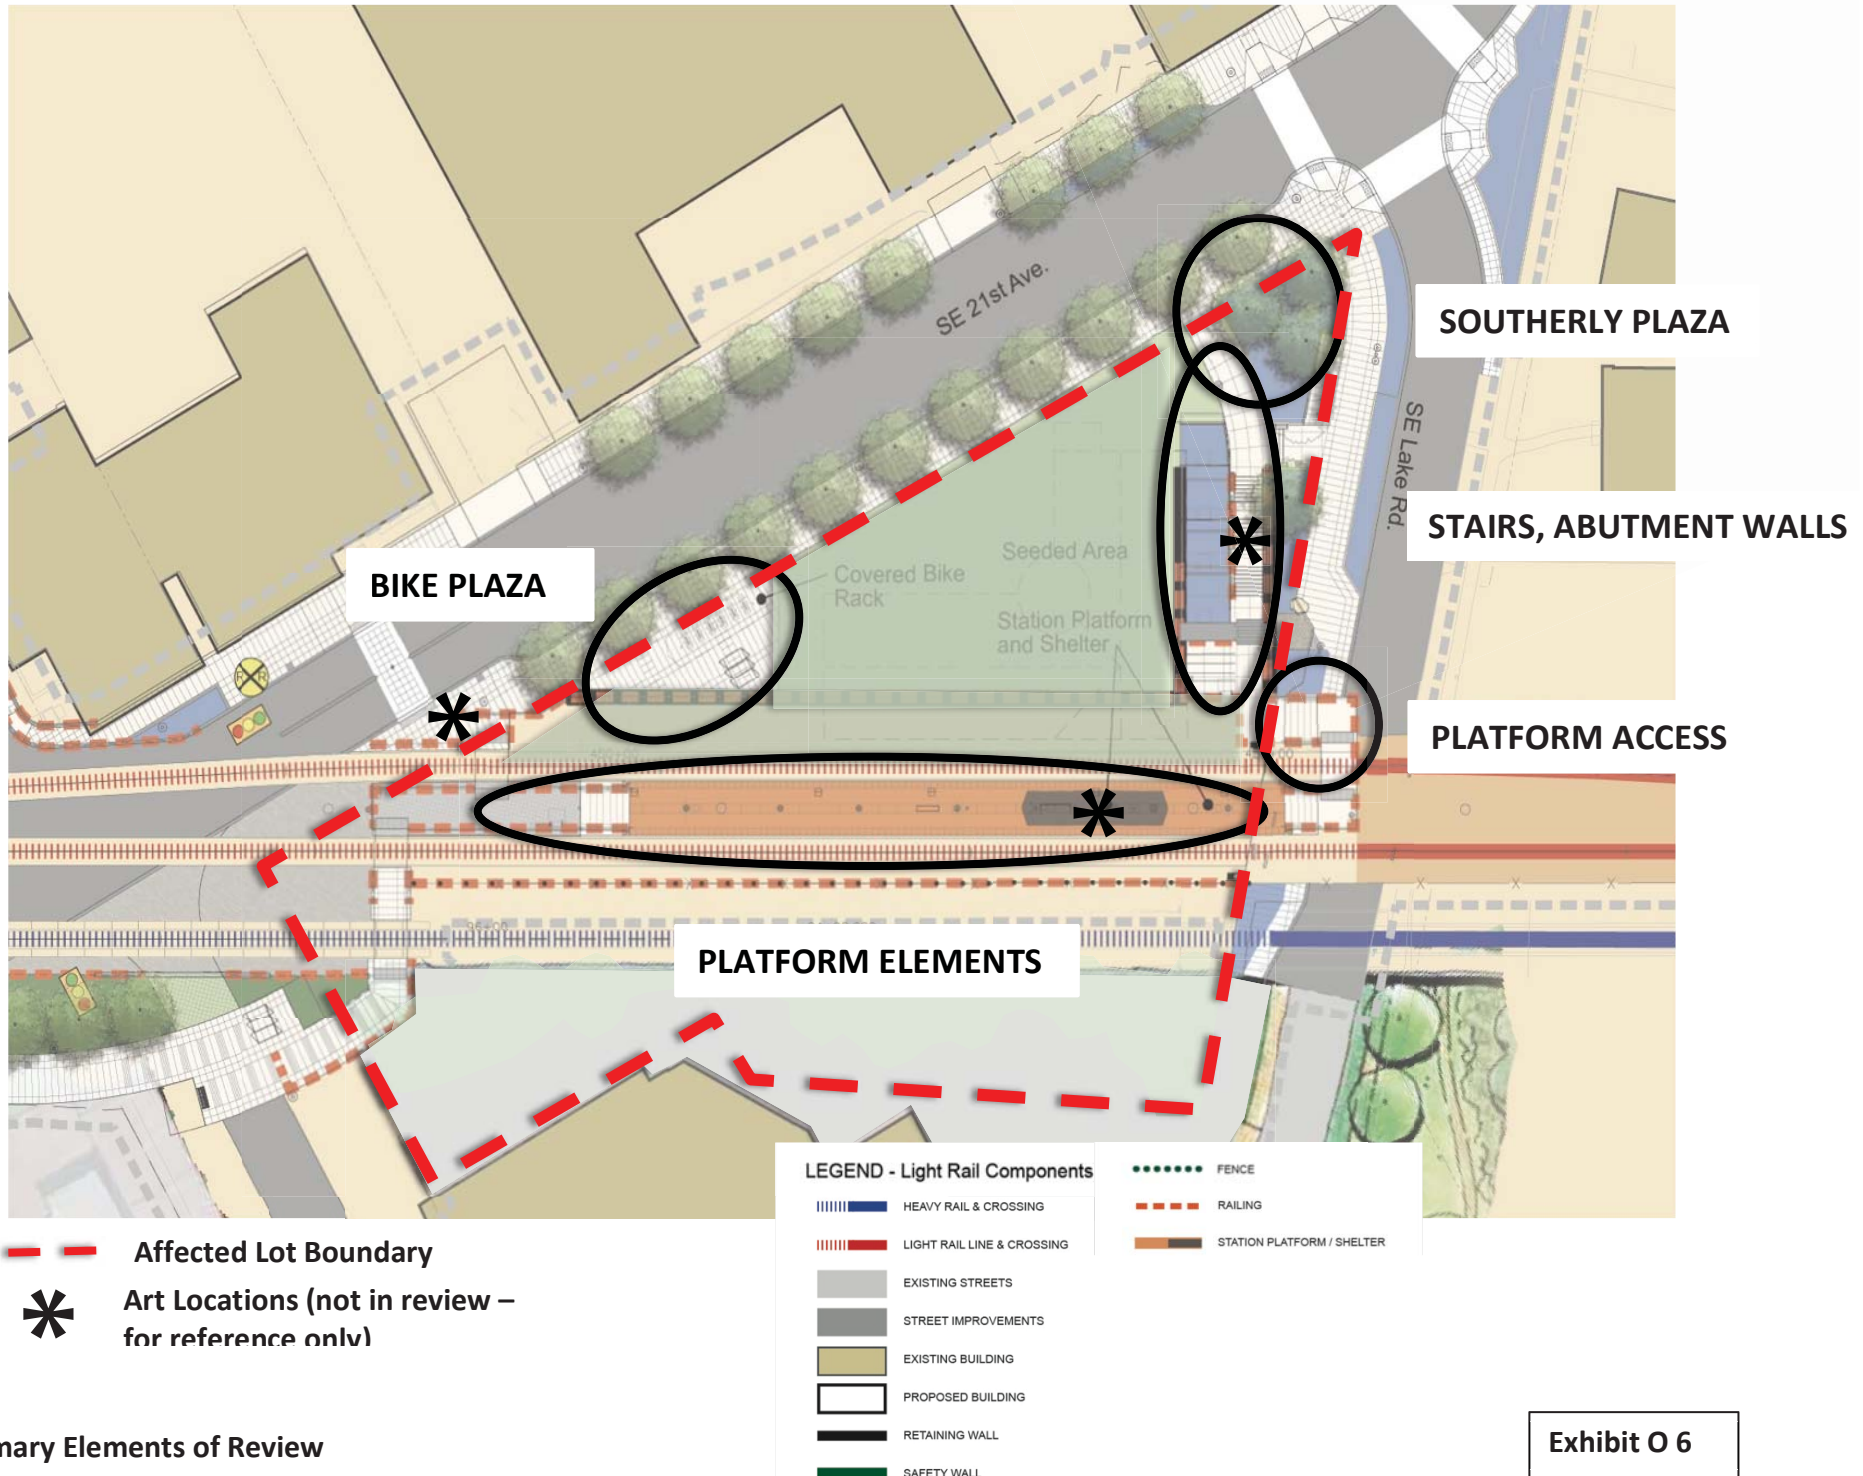 SE 21st Ave.
SOUTHERLY PLAZA
SE Lake Rd.
STAIRS, ABUTMENT WALLS
Seeded Area
BIKE PLAZA
Covered Bike
Rack
Station Platform
and Shelter
R R
PLATFORM ACCESS
96+00
PLATFORM ELEMENTS
LEGEND - Light Rail Components
HEAVY RAIL & CROSSING
LIGHT RAIL LINE & CROSSING
EXISTING STREETS
STREET IMPROVEMENTS
EXISTING BUILDING
PROPOSED BUILDING
RETAINING WALL
SAFETY WALL
FENCE
RAILING
STATION PLATFORM / SHELTER
Affected Lot Boundary
Art Locations (not in review –
for reference only)
mary Elements of Review
Exhibit O 6